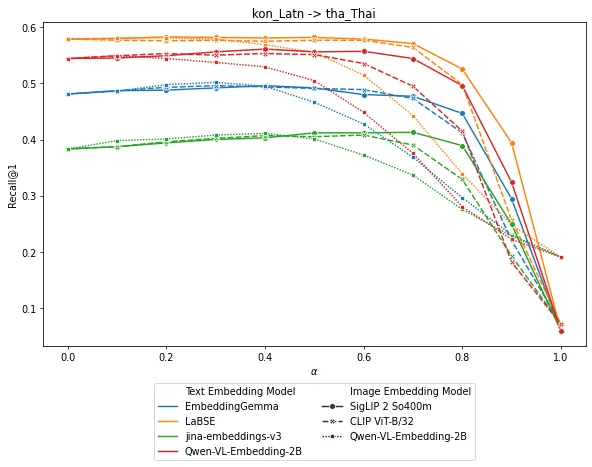 kon_Latn -> tha_Thai
0.6
0.5
0.4
0.3
0.2
0.1
Recall@1
0.0 0.2 0.4 0.6 0.8 1.0
α
Text Embedding Model
EmbeddingGemma
LaBSE
jina-embeddings-v3
Qwen-VL-Embedding-2B
Image Embedding Model
SigLIP 2 So400m
CLIP ViT-B/32
Qwen-VL-Embedding-2B